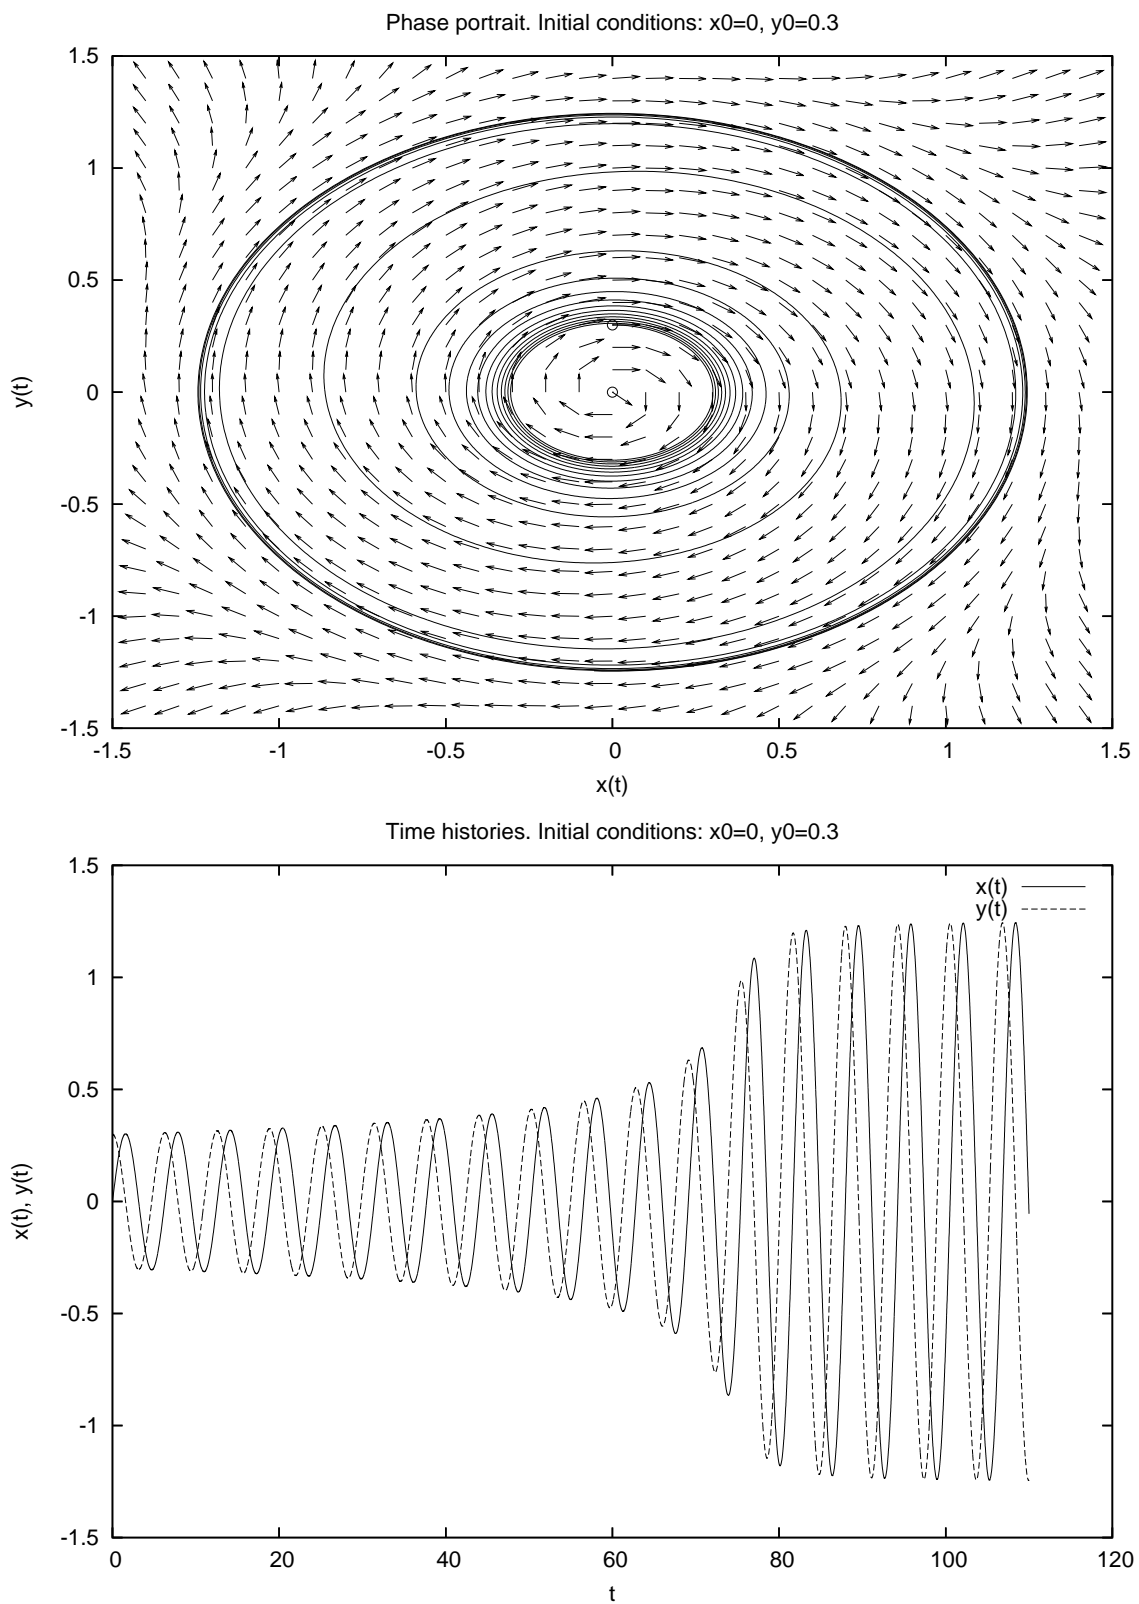 Phase portrait. Initial conditions: x0=0, y0=0.3
1.5
1
0.5
0
-0.5
-1
-1.5
y(t)
-1.5 -1 -0.5 0 0.5 1 1.5
x(t)
Time histories. Initial conditions: x0=0, y0=0.3
1.5
1
0.5
0
-0.5
-1
-1.5
x(t), y(t)
x(t)
y(t)
0 20 40 60 80 100 120
t